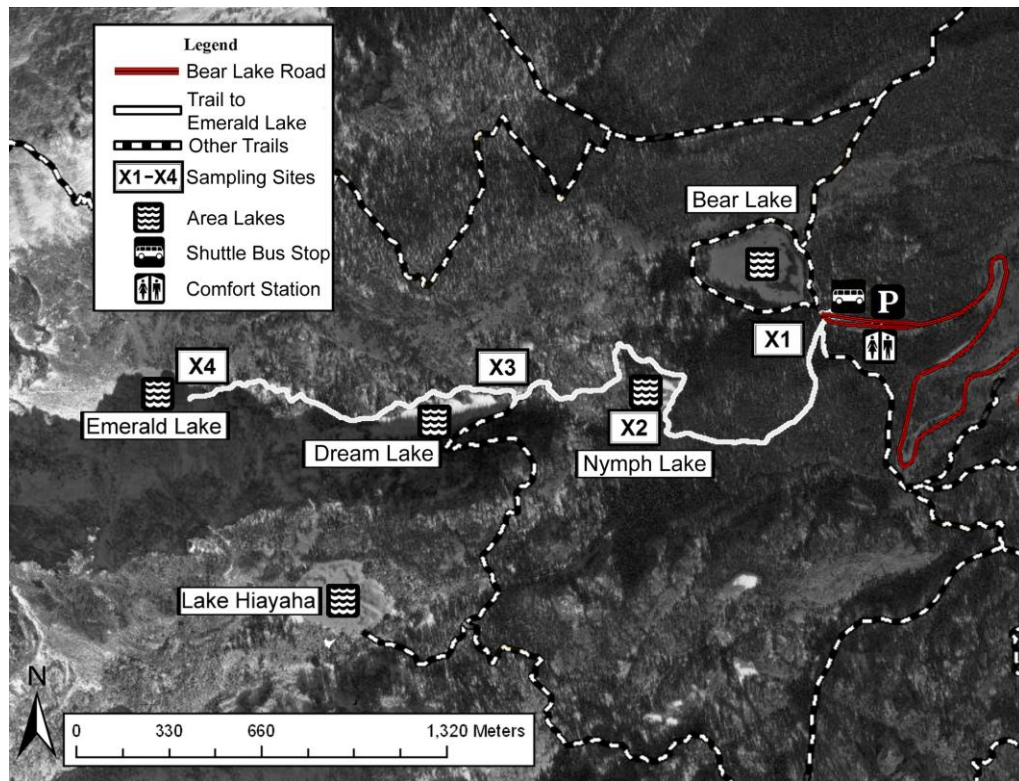 Legend
Bear Lake Road
Trail to
Emerald Lake
Other Trails
X1-X4 Sampling Sites
Area Lakes
Shuttle Bus Stop
Comfort Station
Bear Lake
P
X1
X4
X3
Emerald Lake
X2
Dream Lake
Nymph Lake
Lake Hiayaha
N
0 330 660 1,320 Meters